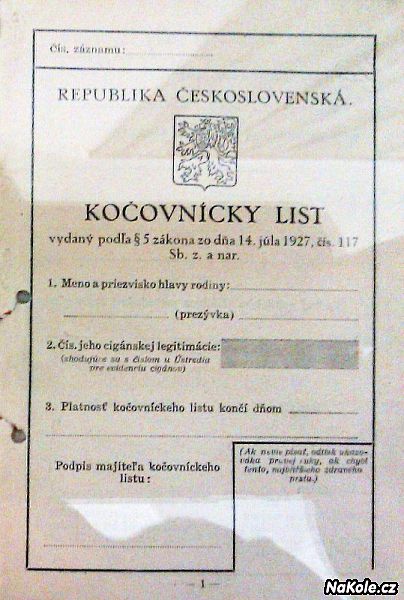 Čís. záznamu:
REPUBLIKA ČESKOSLOVENSKÁ.
KOČOVNÍCKY LIST
vydaný podľa § 5 zákona zo dňa 14. júla 1927, čís. 117
Sb. z. a nar.
1. Meno a priezvisko hlavy rodiny:
(prezývka)
2. Čís. jeho cigánskej legitimácie:
(shodujúce sa s číslom u Ústredia
pre evidenciu cigánov)
3. Platnosť kočovníckeho listu končí dňom
(Ak nevie písať, odtlak ukazo-
váka pravej ruky, ak chybí
tento, najbližšieho zdravého
prstu.)
Podpis majiteľa kočovníckeho
listu:
— 1 —
NaKole.cz